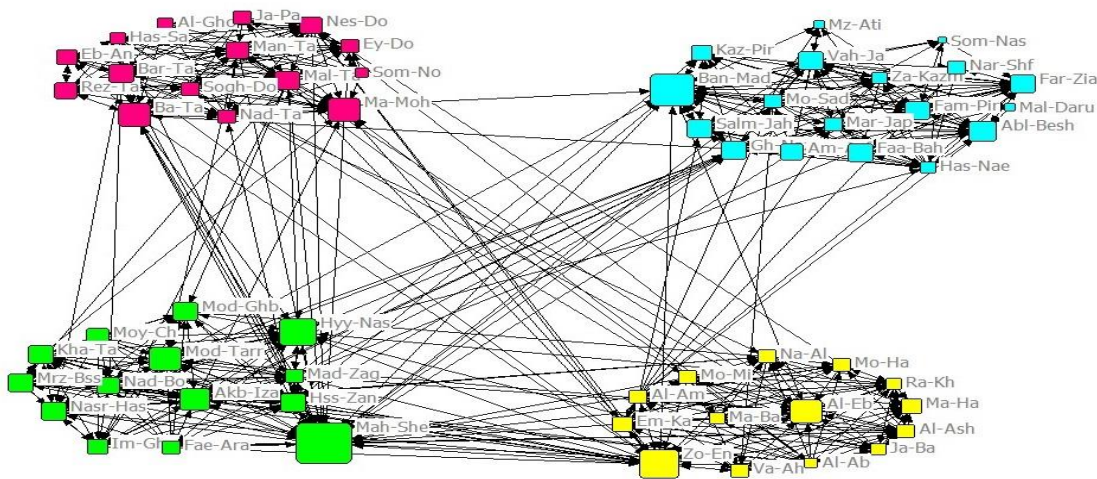 Al-Gho
Ja-Pa
Nes-Do
Has-Sa
Man-Ta
Ey-Do
Eb-An
Bar-Ta
Mal-Ta
Som-No
Rez-Ta
Sogh-Do
Ba-Ta
Nad-Ta
Ma-Moh
Mz-Ati
Som-Nas
Kaz-Pir
Vah-Ja
Nar-Shf
Ban-Mad
Za-Kazm
Far-Zia
Mo-Sad
Fam-Pir
Mal-Daru
Salm-Jah
Mar-Jap
Abl-Besh
Faa-Bah
Has-Nae
Mod-Ghb
Hyy-Nas
Moy-Ch
Kha-Ta
Mod-Tarr
Mrz-Bss
Nad-Bo
Mad-Zag
Akb-Iza
Hss-Zan
Nasr-Has
Mah-She
Im-Gh
Fae-Ara
Na-Al
Mo-Ha
Mo-Mi
Ra-Kh
Al-Am
Al-Eb
Ma-Ha
Em-Ka
Ma-Ba
Al-Ash
Zo-En
Ja-Ba
Va-Ah
Al-Ab